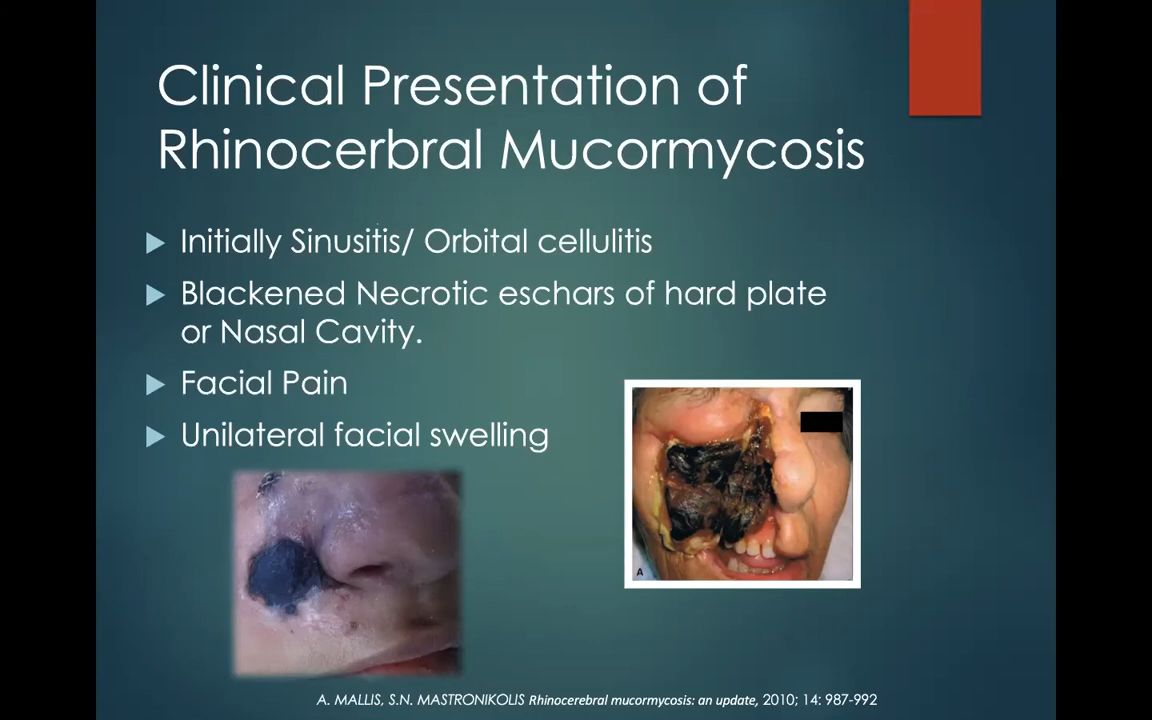 Clinical Presentation of
Rhinocerbral Mucormycosis
Initially Sinusitis/ Orbital cellulitis
Blackened Necrotic eschars of hard plate
or Nasal Cavity.
Facial Pain
Unilateral facial swelling
A
A. MALLIS, S.N. MASTRONIKOLIS Rhinocerebral mucormycosis: an update, 2010; 14: 987-992